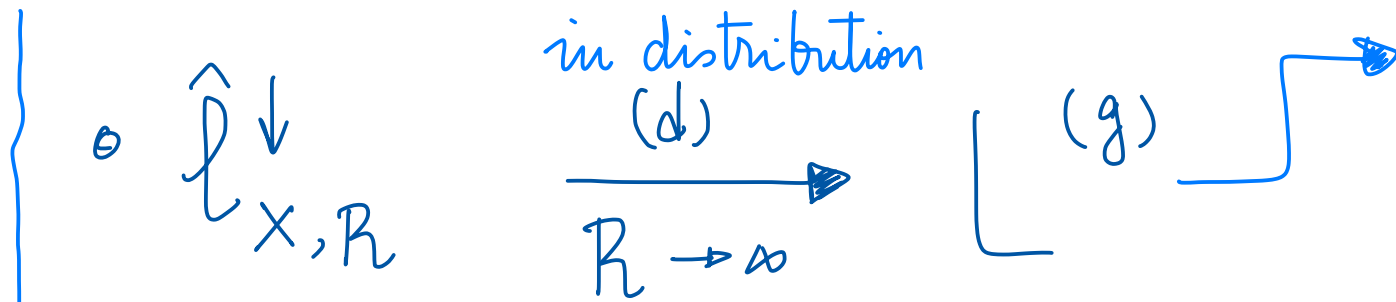 in distribution
• ℓ̂↓_{X,R} (d) ⟶ R → ∞ L^{(g)}